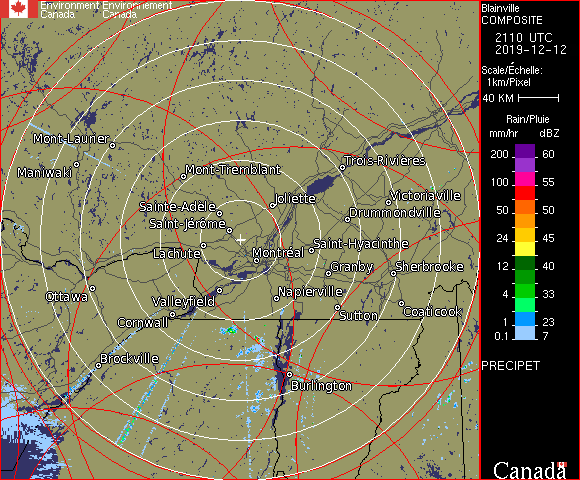 Environment Environnement
Canada Canada
Blainville
COMPOSITE
2110 UTC
2019-12-12
Scale/Échelle:
1km/Pixel
40 KM
Rain/Pluie
mm/hr dBZ
200 60
100 55
50 50
24 45
12 40
4 33
1 23
0.1 7
PRECIPET
Canada
Mont-Laurier
Maniwaki
Mont-Tremblant
Trois-Rivières
Joliette
Victoriaville
Sainte-Adèle
Drummondville
Saint-Jérôme
Saint-Hyacinthe
Lachute
Montréal
Granby
Sherbrooke
Ottawa
Valleyfield
Napierville
Cornwall
Sutton
Coaticook
Brockville
Burlington